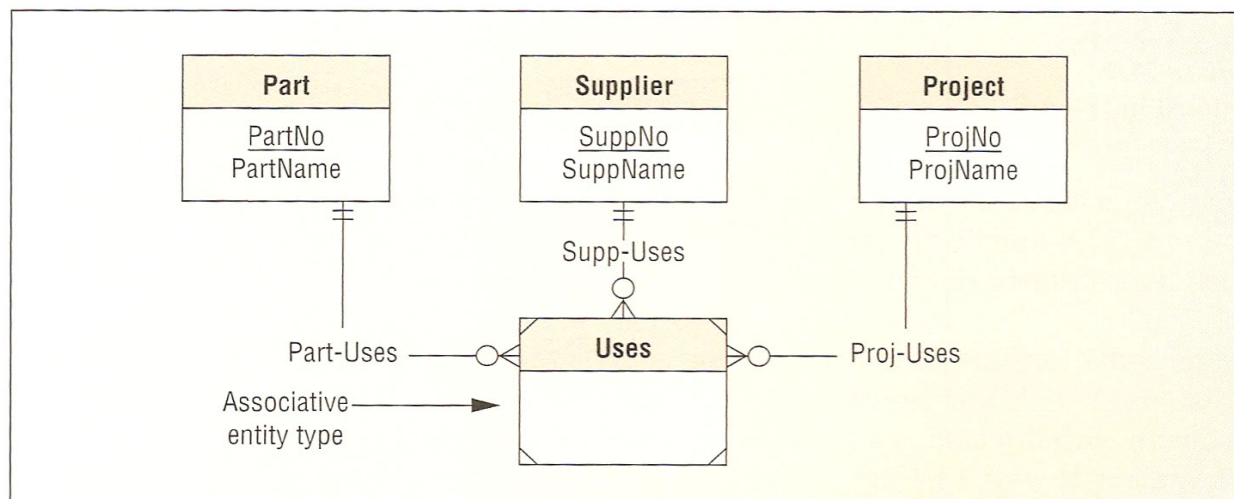 Part
PartNo
PartName
Supplier
SuppNo
SuppName
Project
ProjNo
ProjName
Supp-Uses
Part-Uses
Uses
Proj-Uses
Associative
entity type